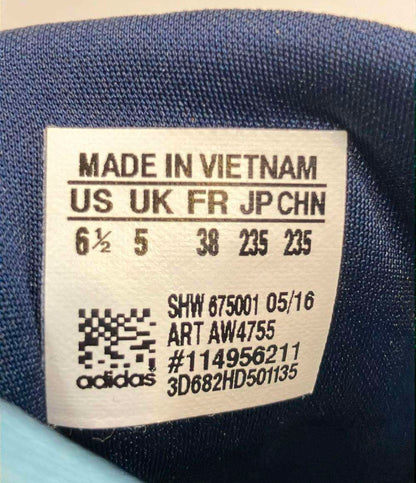 MADE IN VIETNAM
US UK FR JP CHN
6½ 5 38 235 235
SHW 675001 05/16
ART AW4755
#114956211
adidas 3D682HD501135